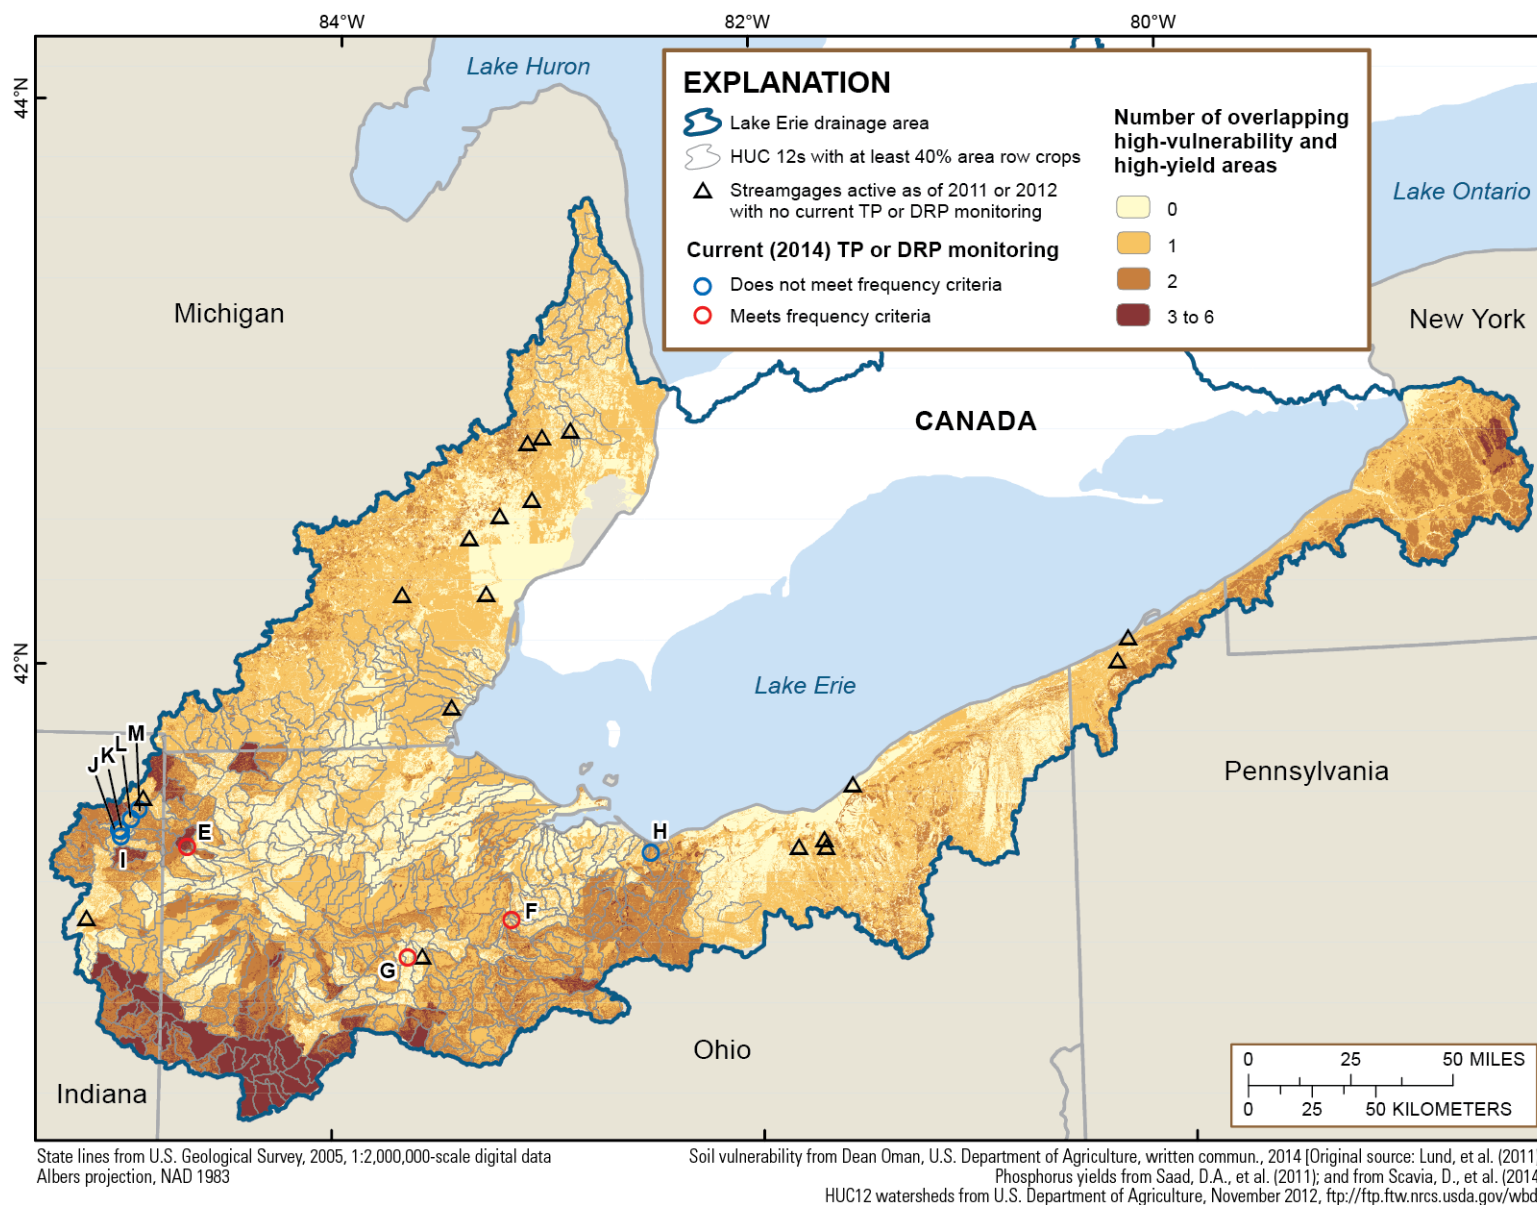 84°W
82°W
80°W
44°N
42°N
Lake Huron
EXPLANATION
Lake Erie drainage area
HUC 12s with at least 40% area row crops
Streamgages active as of 2011 or 2012
with no current TP or DRP monitoring
Current (2014) TP or DRP monitoring
Does not meet frequency criteria
Meets frequency criteria
Number of overlapping
high-vulnerability and
high-yield areas
0
1
2
3 to 6
Lake Ontario
Michigan
New York
CANADA
Lake Erie
Pennsylvania
M
L
K
J
E
I
H
F
G
Ohio
Indiana
0 25 50 MILES
0 25 50 KILOMETERS
State lines from U.S. Geological Survey, 2005, 1:2,000,000-scale digital data
Albers projection, NAD 1983
Soil vulnerability from Dean Oman, U.S. Department of Agriculture, written commun., 2014 [Original source: Lund, et al. (2011)
Phosphorus yields from Saad, D.A., et al. (2011); and from Scavia, D., et al. (2014
HUC12 watersheds from U.S. Department of Agriculture, November 2012, ftp://ftp.ftw.nrcs.usda.gov/wbd